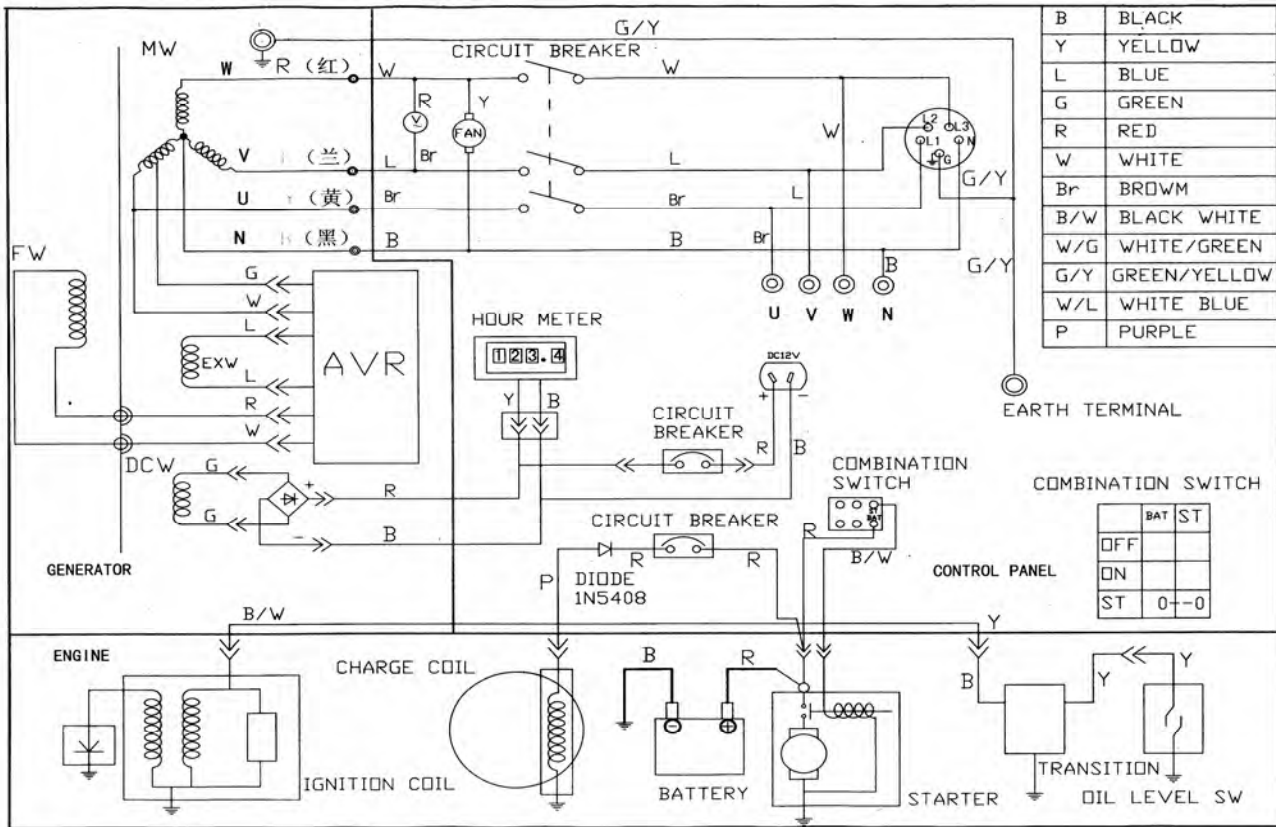 G/Y
B BLACK
Y YELLOW
L BLUE
G GREEN
R RED
W WHITE
Br BROWM
B/W BLACK WHITE
W/G WHITE/GREEN
G/Y GREEN/YELLOW
W/L WHITE BLUE
P PURPLE
MW
CIRCUIT BREAKER
W R (红) W W
R Y
V FAN
W
L2 L3
L1 N
G
G/Y
V (兰) L Br L
L
U (黄) Br Br
Br
N (黑) B B
B
G/Y
U V W N
FW
G
W
L
EXW
L
R
W
AVR
HOUR METER
123.4
Y B
DC12V
+ -
EARTH TERMINAL
CIRCUIT
BREAKER
R B
DCW
G
G
+ R
- B
COMBINATION
SWITCH
ST
BAT
R
B/W
CIRCUIT BREAKER
R R
P
DIODE
1N5408
COMBINATION SWITCH
BAT ST
OFF
ON
ST 0--0
GENERATOR
CONTROL PANEL
B/W
Y
ENGINE
IGNITION COIL
CHARGE COIL
B R
- +
BATTERY
STARTER
B
Y
Y
TRANSITION
OIL LEVEL SW